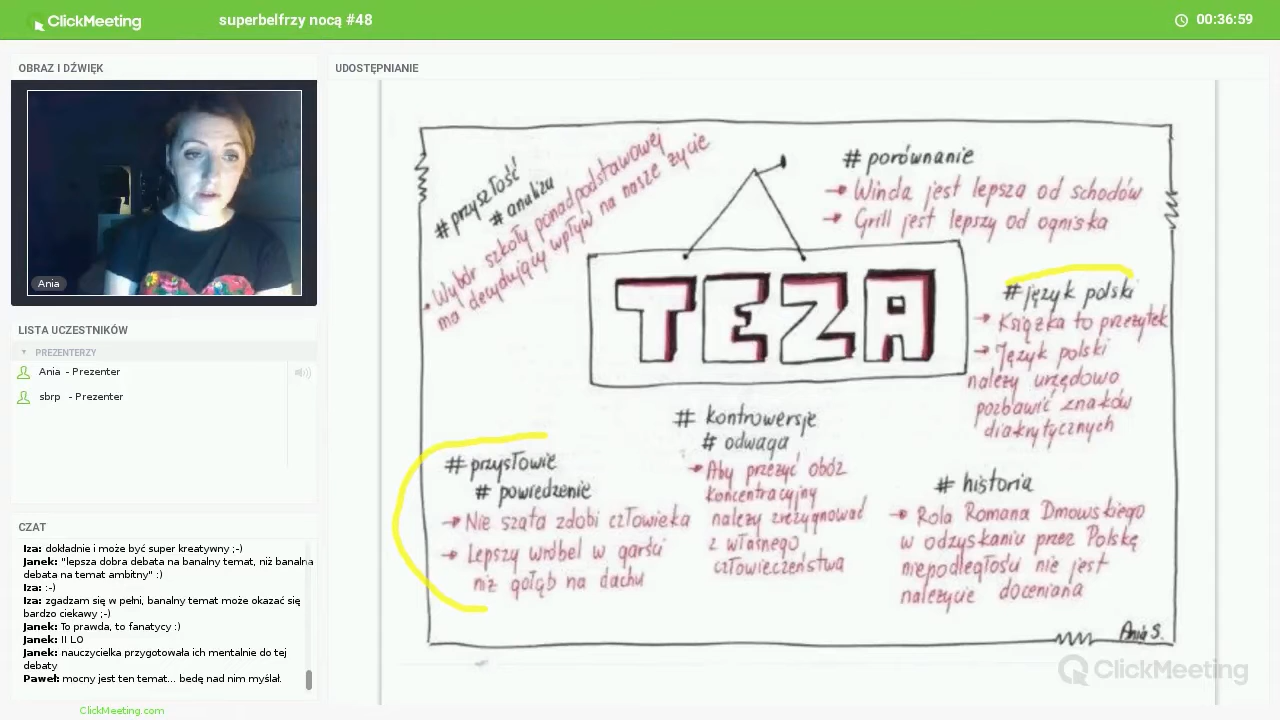 ClickMeeting
superbelfrzy nocą #48
00:36:59
OBRAZ I DŹWIĘK
Ania
LISTA UCZESTNIKÓW
PREZENTERZY
Ania - Prezenter
sbrp - Prezenter
CZAT
Iza: dokładnie i może być super kreatywny ;-)
Janek: "lepsza dobra debata na banalny temat, niż banalna
debata na temat ambitny" :)
Iza: :-)
Iza: zgadzam się w pełni, banalny temat może okazać się
bardzo ciekawy ;-)
Janek: To prawda, to fanatycy :)
Janek: II LO
Janek: nauczycielka przygotowała ich mentalnie do tej
debaty
Paweł: mocny jest ten temat... bedę nad nim myślał.
ClickMeeting.com
UDOSTĘPNIANIE
# przyszłość
# analiza
Wybór szkoły ponadpodstawowej
ma decydujący wpływ na nasze życie
# porównanie
→ Winda jest lepsza od schodów
→ Grill jest lepszy od ogniska
TEZA
# język polski
→ Książka to przeżytek
→ Język polski
należy urzędowo
pozbawić znaków
diakrytycznych
# przysłowie
# powiedzenie
→ Nie szata zdobi człowieka
→ Lepszy wróbel w garści
niż gołąb na dachu
# kontrowersje
# odwaga
→ Aby przeżyć obóz
koncentracyjny
należy zrezygnować
z własnego
człowieczeństwa
# historia
→ Rola Romana Dmowskiego
w odzyskaniu przez Polskę
niepodległości nie jest
należycie doceniana
Ania S.
ClickMeeting